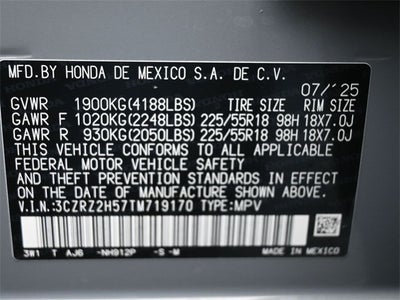 MFD.BY HONDA DE MEXICO S.A. DE C.V.
07/'25
GVWR 1900KG(4188LBS) TIRE SIZE RIM SIZE
GAWR F 1020KG(2248LBS) 225/55R18 98H 18X7.0J
GAWR R 930KG(2050LBS) 225/55R18 98H 18X7.0J
THIS VEHICLE CONFORMS TO ALL APPLICABLE
FEDERAL MOTOR VEHICLE SAFETY AND THEFT
PREVENTION STANDARDS IN EFFECT ON THE
DATE OF MANUFACTURE SHOWN ABOVE.
V.I.N.:3CZRZ2H57TM719170 TYPE:MPV
3W1 T AJ6 -NH912P -S -M MADE IN MEXICO